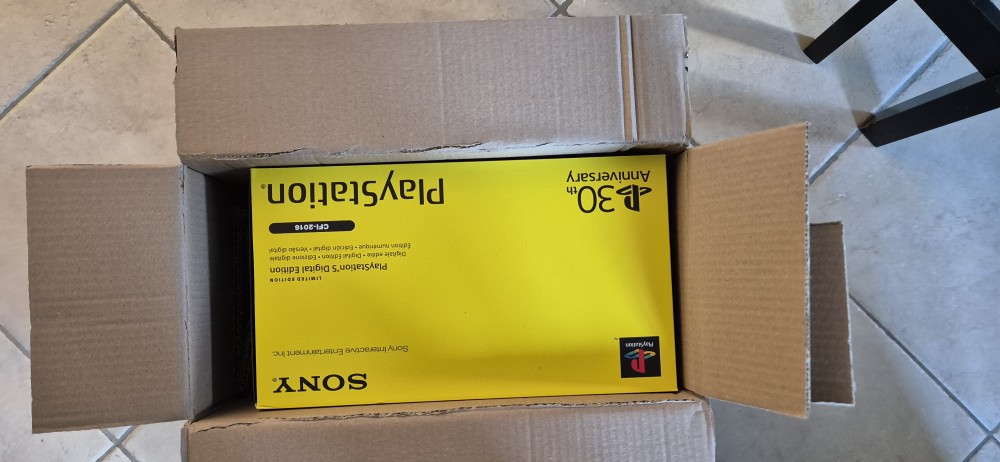 SONY®
Sony Interactive Entertainment Inc.
PlayStation
LIMITED EDITION
PlayStation®5 Digital Edition
Digitale editie • Digital Edition • Edizione digitale
Édition numérique • Edición digital • Versão digital
CFI-2016
PlayStation®
30th
Anniversary